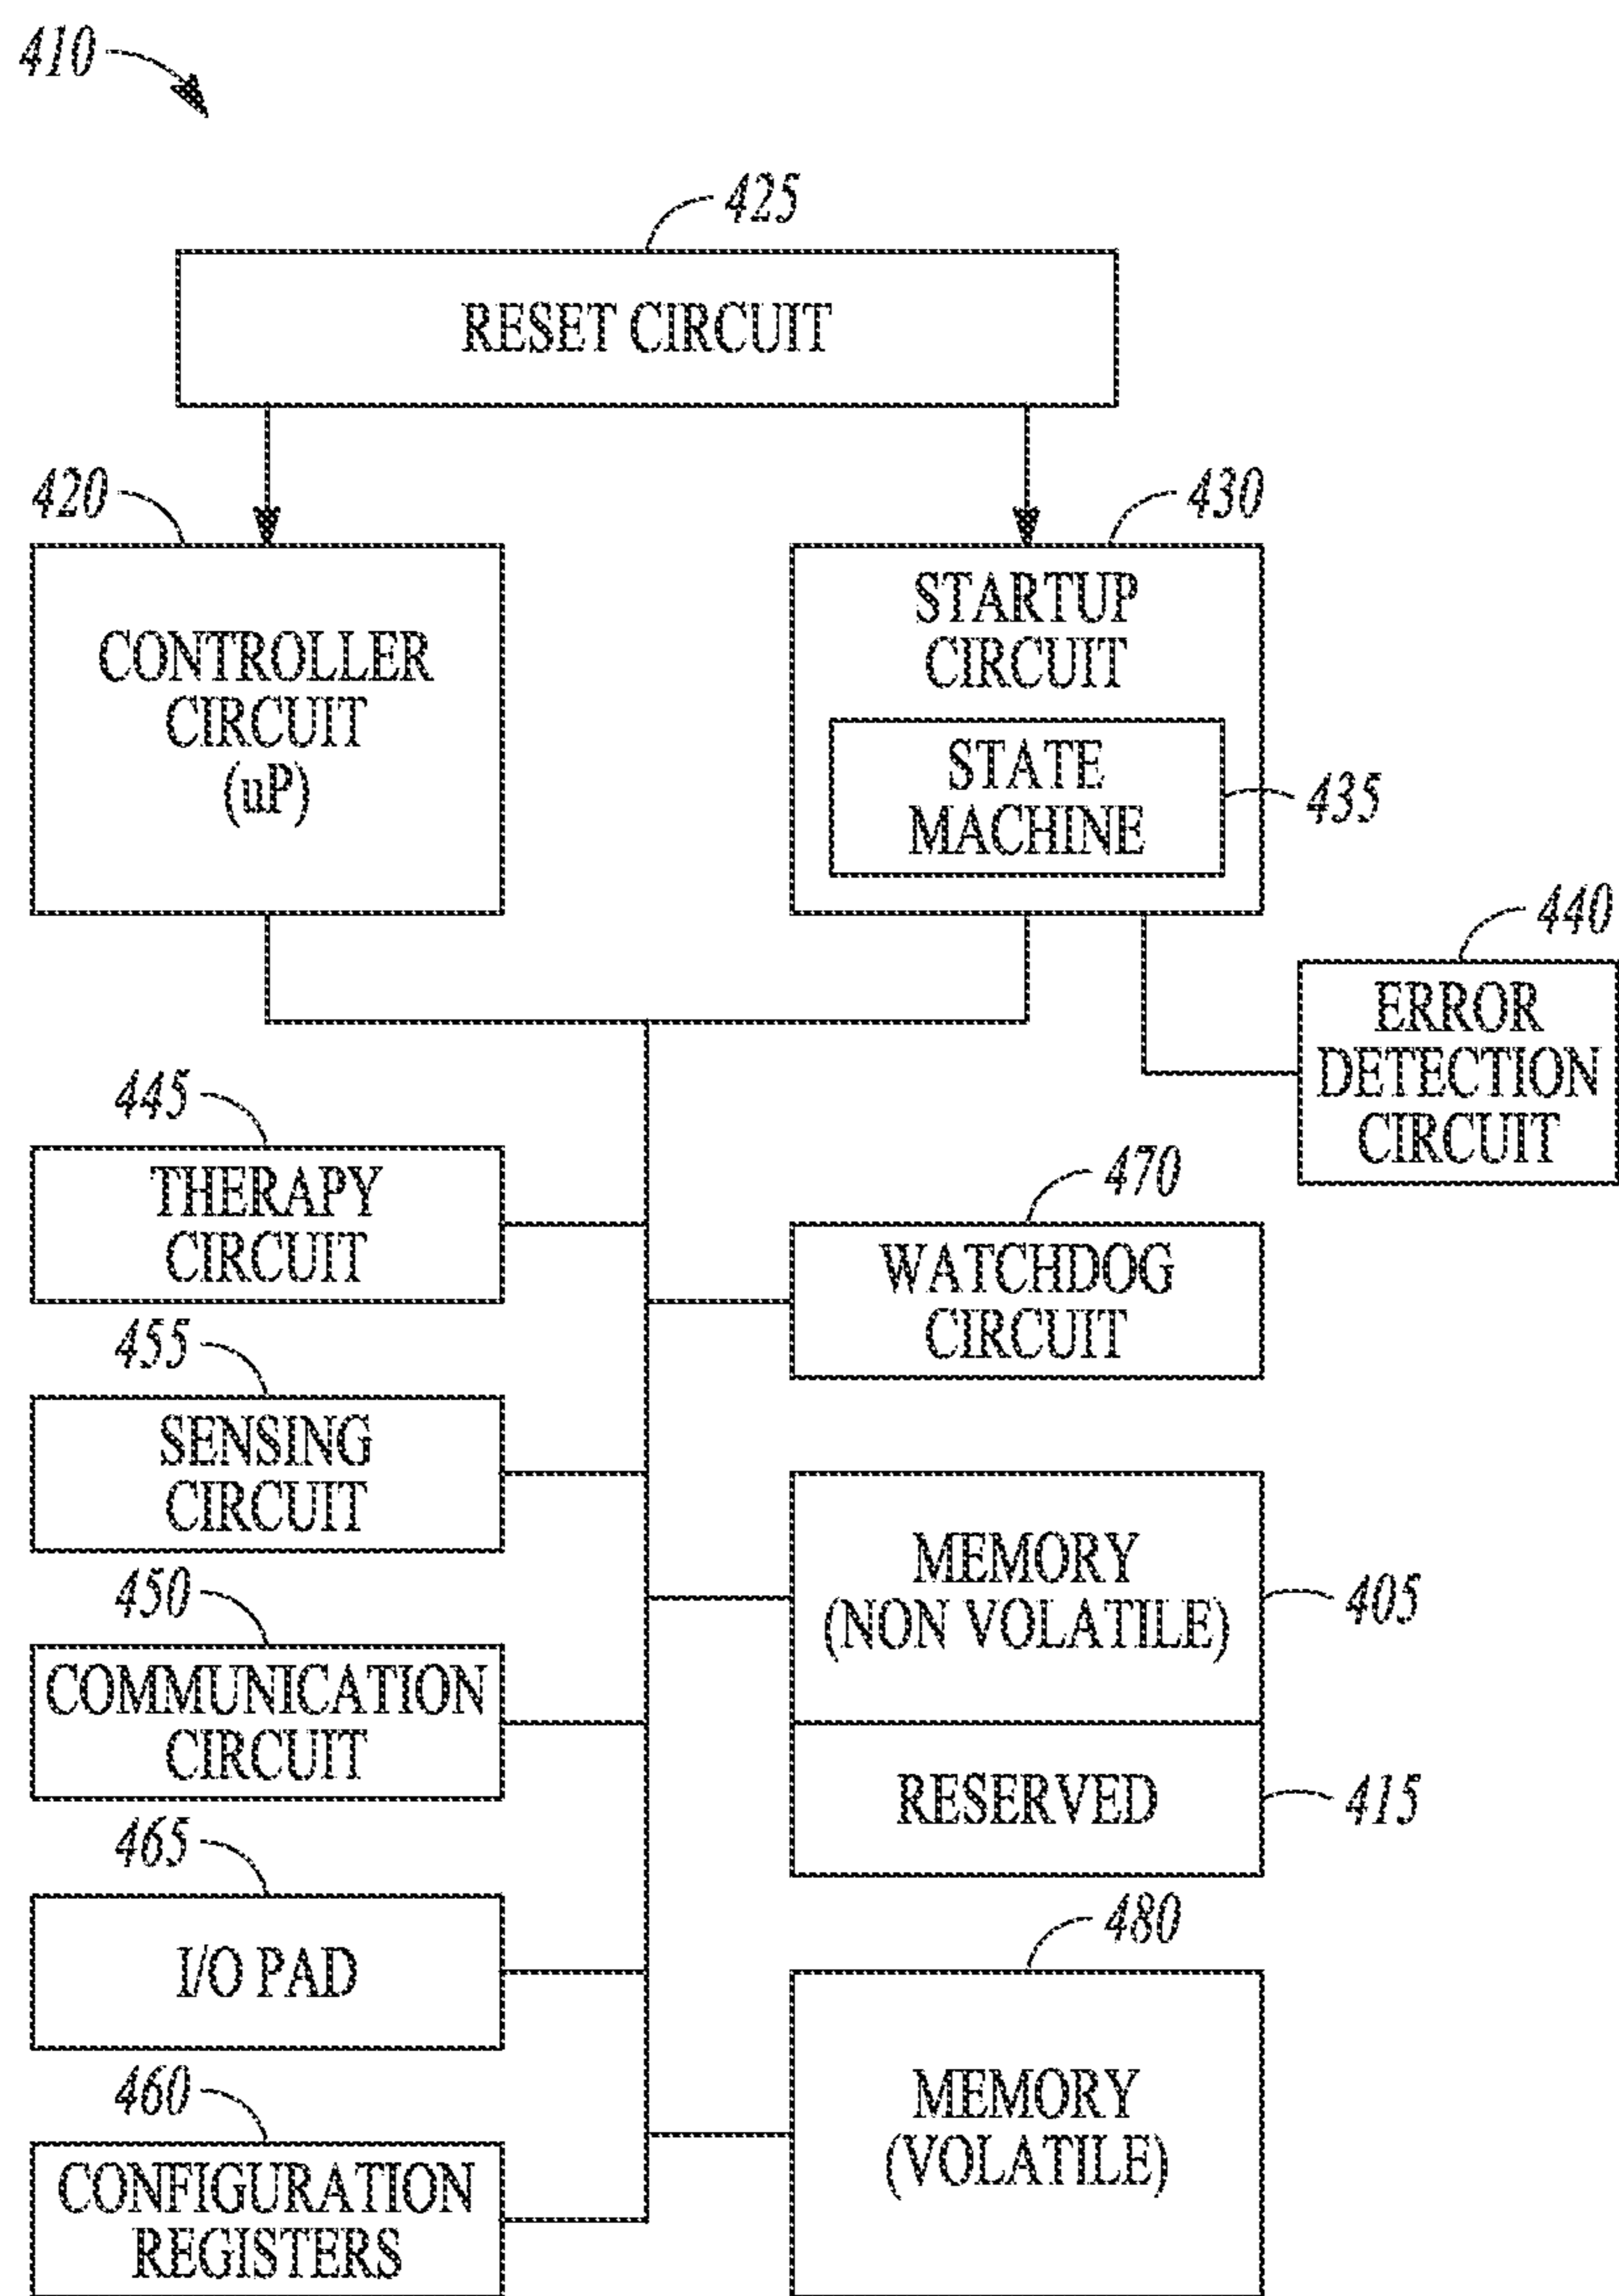 410
425
RESET CIRCUIT
420
430
CONTROLLER
CIRCUIT
(uP)
STARTUP
CIRCUIT
STATE
MACHINE
435
440
ERROR
DETECTION
CIRCUIT
445
THERAPY
CIRCUIT
470
WATCHDOG
CIRCUIT
455
SENSING
CIRCUIT
MEMORY
(NON VOLATILE)
405
450
COMMUNICATION
CIRCUIT
RESERVED
415
465
I/O PAD
480
MEMORY
(VOLATILE)
460
CONFIGURATION
REGISTERS